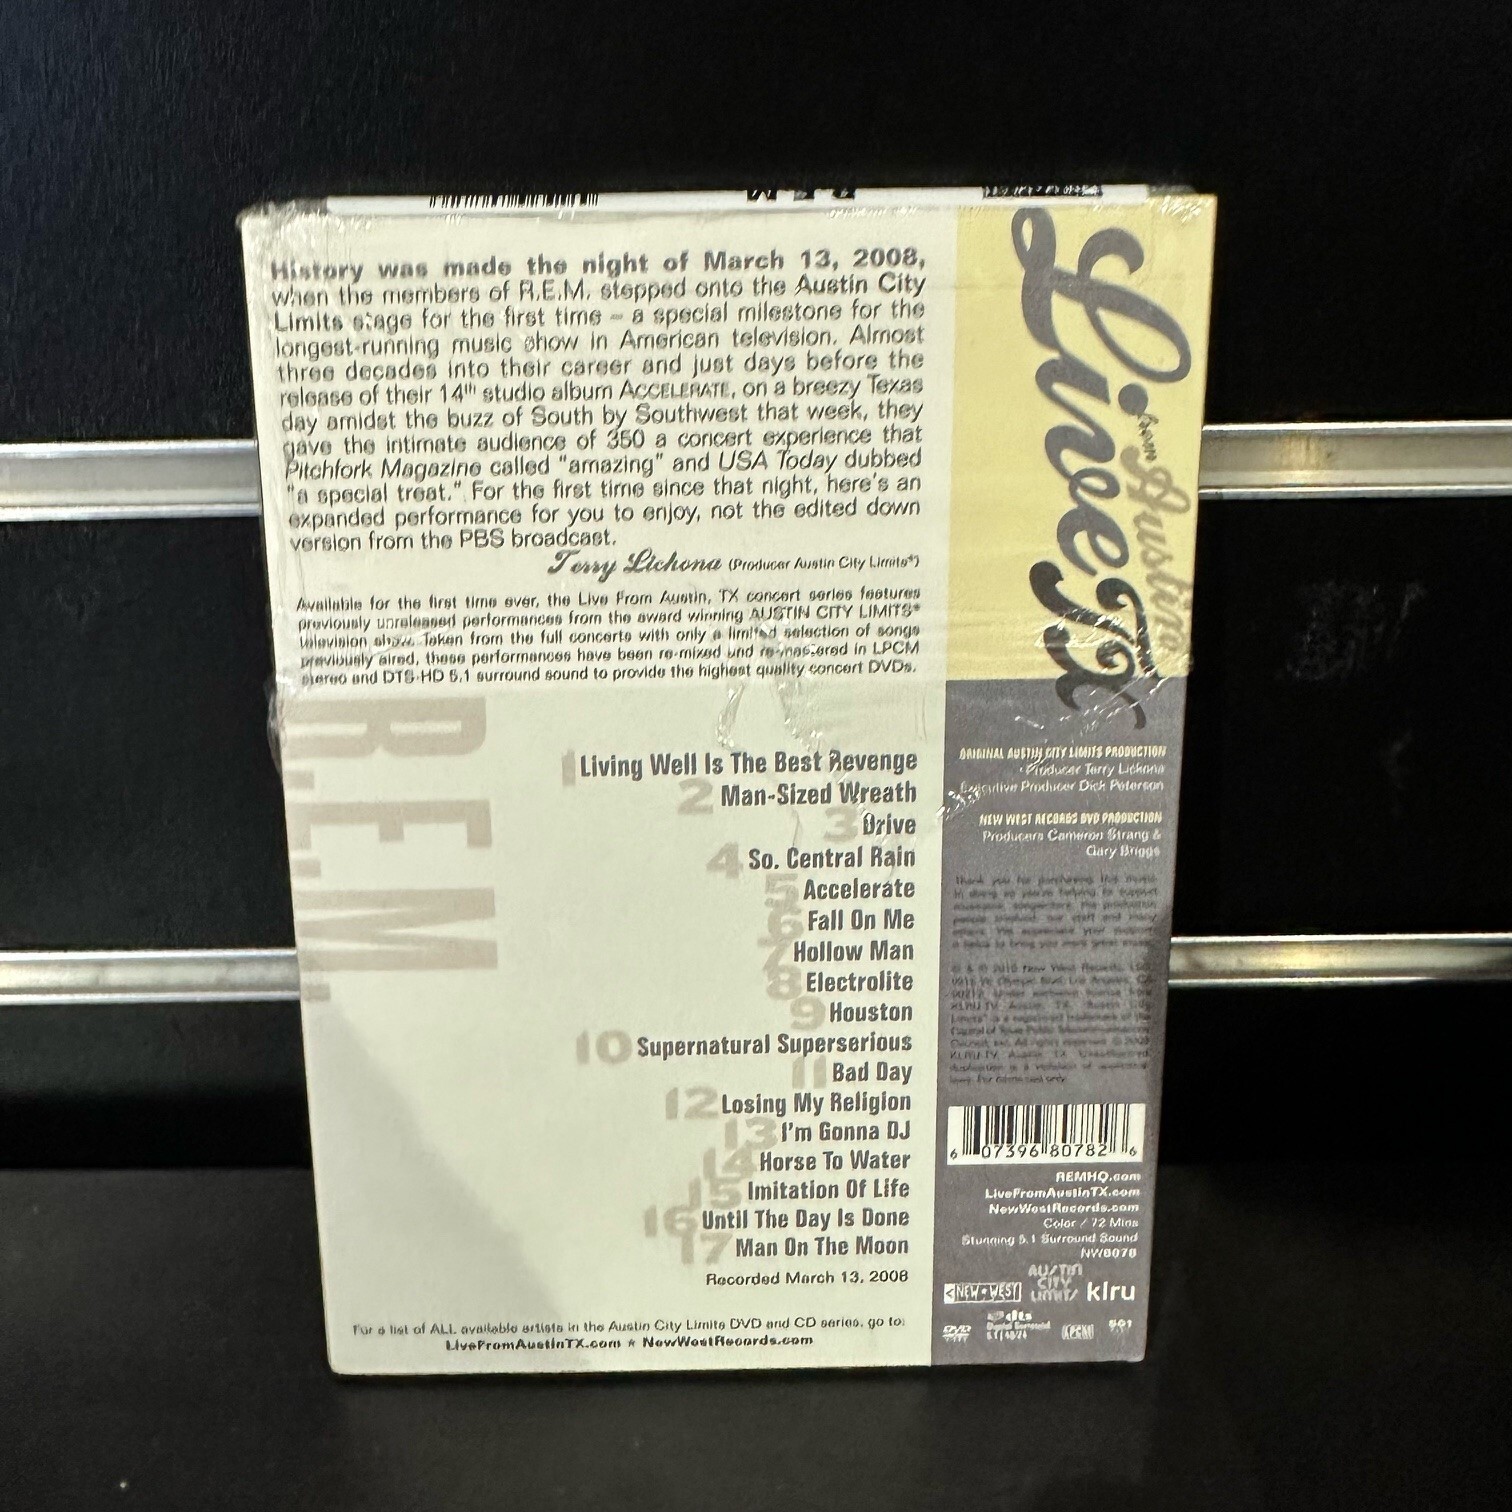 History was made the night of March 13, 2008,
when the members of R.E.M. stepped onto the Austin City
Limits stage for the first time – a special milestone for the
longest-running music show in American television. Almost
three decades into their career and just days before the
release of their 14th studio album ACCELERATE, on a breezy Texas
day amidst the buzz of South by Southwest that week, they
gave the intimate audience of 350 a concert experience that
Pitchfork Magazine called "amazing" and USA Today dubbed
"a special treat." For the first time since that night, here's an
expanded performance for you to enjoy, not the edited down
version from the PBS broadcast.
Terry Lickona (Producer Austin City Limits®)
Available for the first time ever, the Live From Austin, TX concert series features
previously unreleased performances from the award winning AUSTIN CITY LIMITS®
television show. Taken from the full concerts with only a limited selection of songs
previously aired, these performances have been re-mixed and re-mastered in LPCM
stereo and DTS-HD 5.1 surround sound to provide the highest quality concert DVDs.
R.E.M.
1 Living Well Is The Best Revenge
2 Man-Sized Wreath
3 Drive
4 So. Central Rain
5 Accelerate
6 Fall On Me
7 Hollow Man
8 Electrolite
9 Houston
10 Supernatural Superserious
11 Bad Day
12 Losing My Religion
13 I'm Gonna DJ
14 Horse To Water
15 Imitation Of Life
16 Until The Day Is Done
17 Man On The Moon
Recorded March 13, 2008
For a list of ALL available artists in the Austin City Limits DVD and CD series, go to:
LiveFromAustinTX.com ★ NewWestRecords.com
Live
from Austin
TX
ORIGINAL AUSTIN CITY LIMITS PRODUCTION
Producer Terry Lickona
Executive Producer Dick Peterson
NEW WEST RECORDS DVD PRODUCTION
Producers Cameron Strang &
Gary Briggs
Thank you for purchasing this music.
6 07396 80782 6
REMHQ.com
LiveFromAustinTX.com
NewWestRecords.com
Color / 72 Mins
Stunning 5.1 Surround Sound
NW8078
NEW WEST
AUSTIN
CITY
LIMITS
klru
DVD
dts
Digital Surround
LPCM